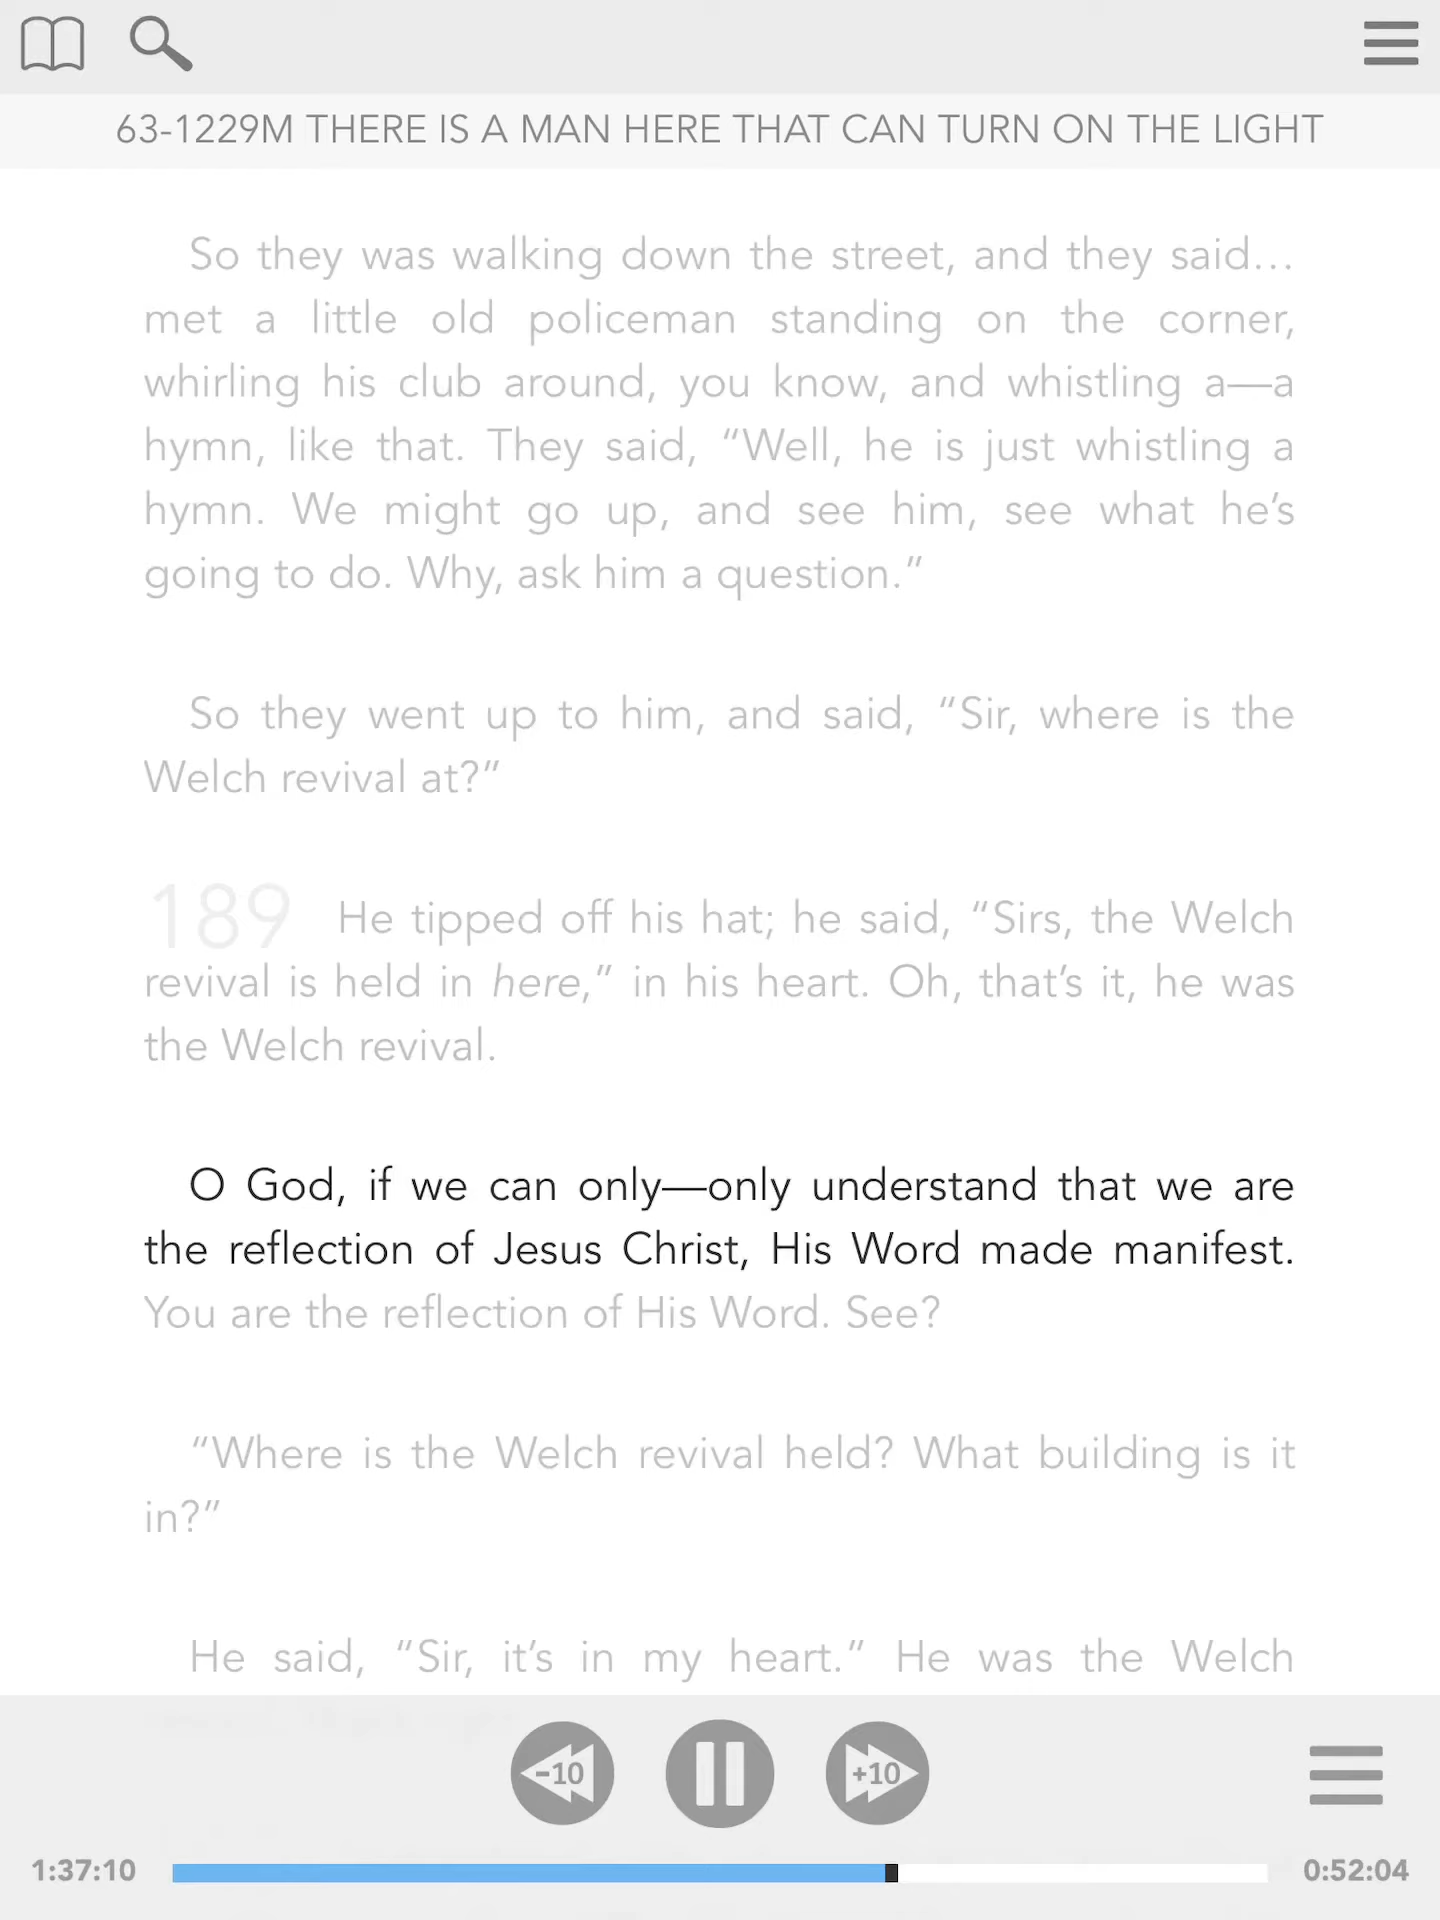 63-1229M THERE IS A MAN HERE THAT CAN TURN ON THE LIGHT
So they was walking down the street, and they said…
met a little old policeman standing on the corner,
whirling his club around, you know, and whistling a—a
hymn, like that. They said, “Well, he is just whistling a
hymn. We might go up, and see him, see what he’s
going to do. Why, ask him a question.”
So they went up to him, and said, “Sir, where is the
Welch revival at?”
189 He tipped off his hat; he said, “Sirs, the Welch
revival is held in here,” in his heart. Oh, that’s it, he was
the Welch revival.
O God, if we can only—only understand that we are
the reflection of Jesus Christ, His Word made manifest.
You are the reflection of His Word. See?
“Where is the Welch revival held? What building is it
in?”
He said, “Sir, it’s in my heart.” He was the Welch
-10 +10
1:37:10 0:52:04